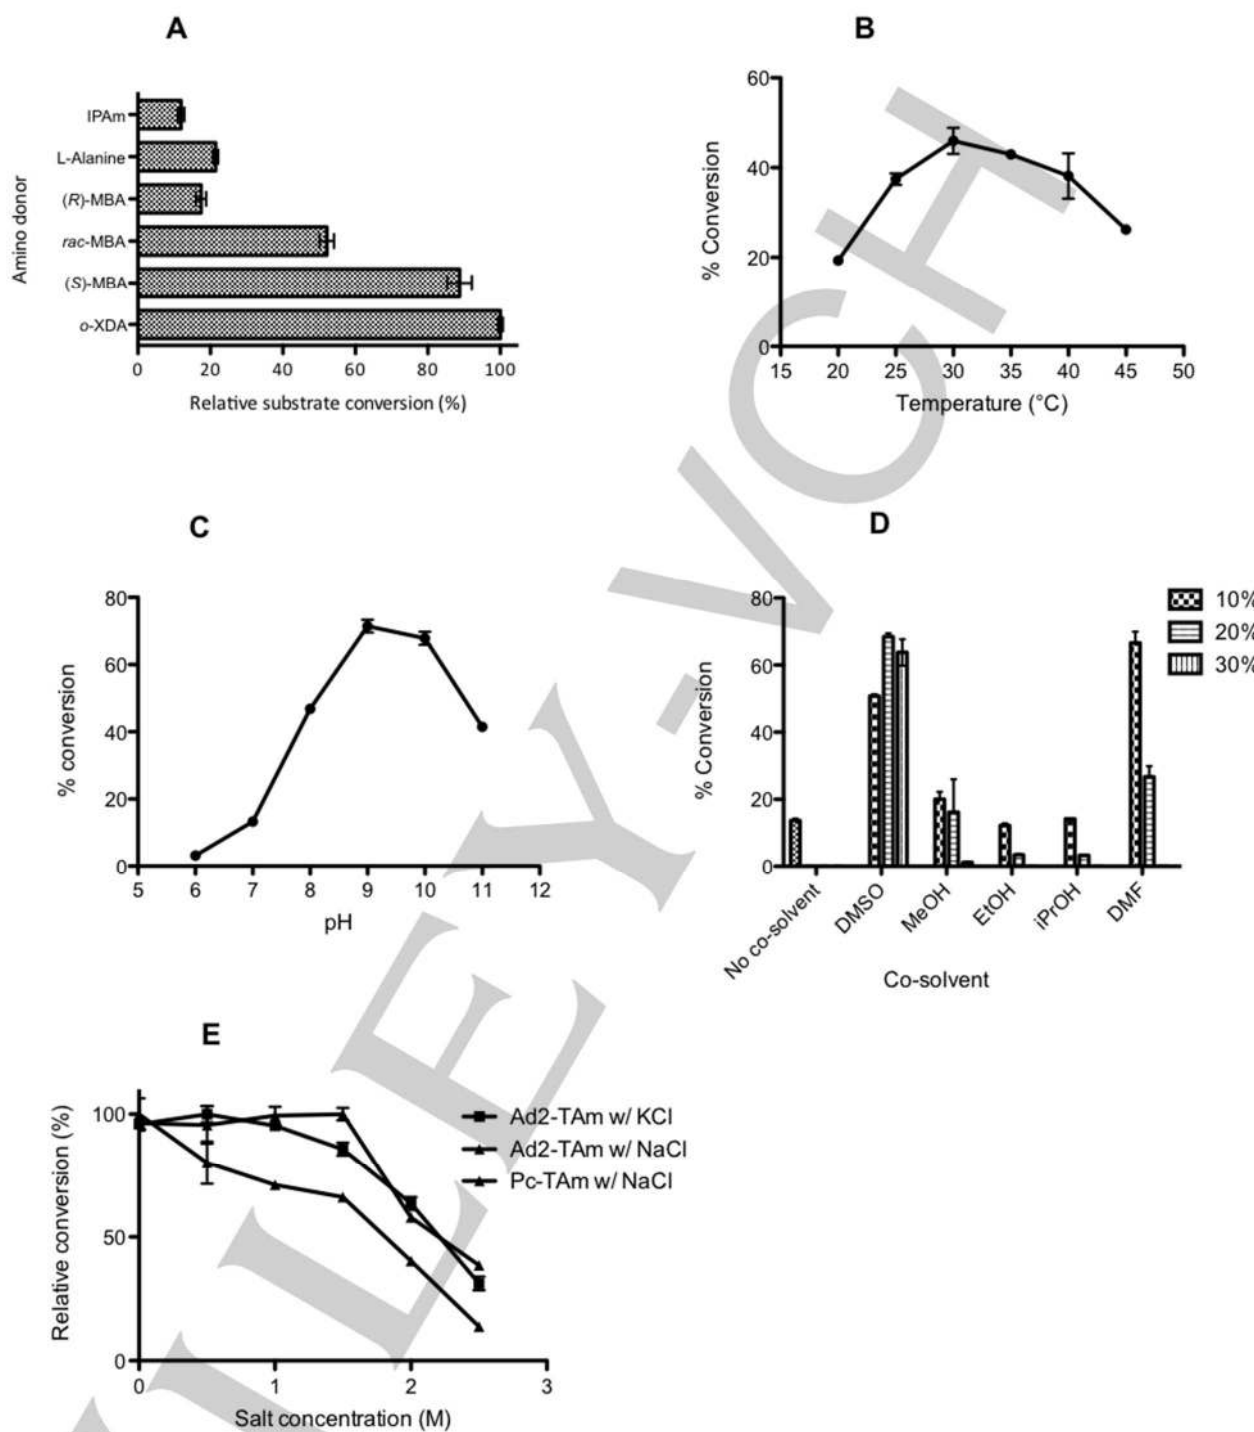 A
IPAm
L-Alanine
(R)-MBA
rac-MBA
(S)-MBA
o-XDA
Amino donor
0 20 40 60 80 100
Relative substrate conversion (%)
B
60
40
20
0
% Conversion
15 20 25 30 35 40 45 50
Temperature (°C)
C
80
60
40
20
0
% conversion
5 6 7 8 9 10 11 12
pH
D
80
60
40
20
0
% Conversion
10%
20%
30%
No co-solvent
DMSO
MeOH
EtOH
iPrOH
DMF
Co-solvent
E
100
50
0
Relative conversion (%)
Ad2-TAm w/ KCl
Ad2-TAm w/ NaCl
Pc-TAm w/ NaCl
0 1 2 3
Salt concentration (M)
WILEY-VCH